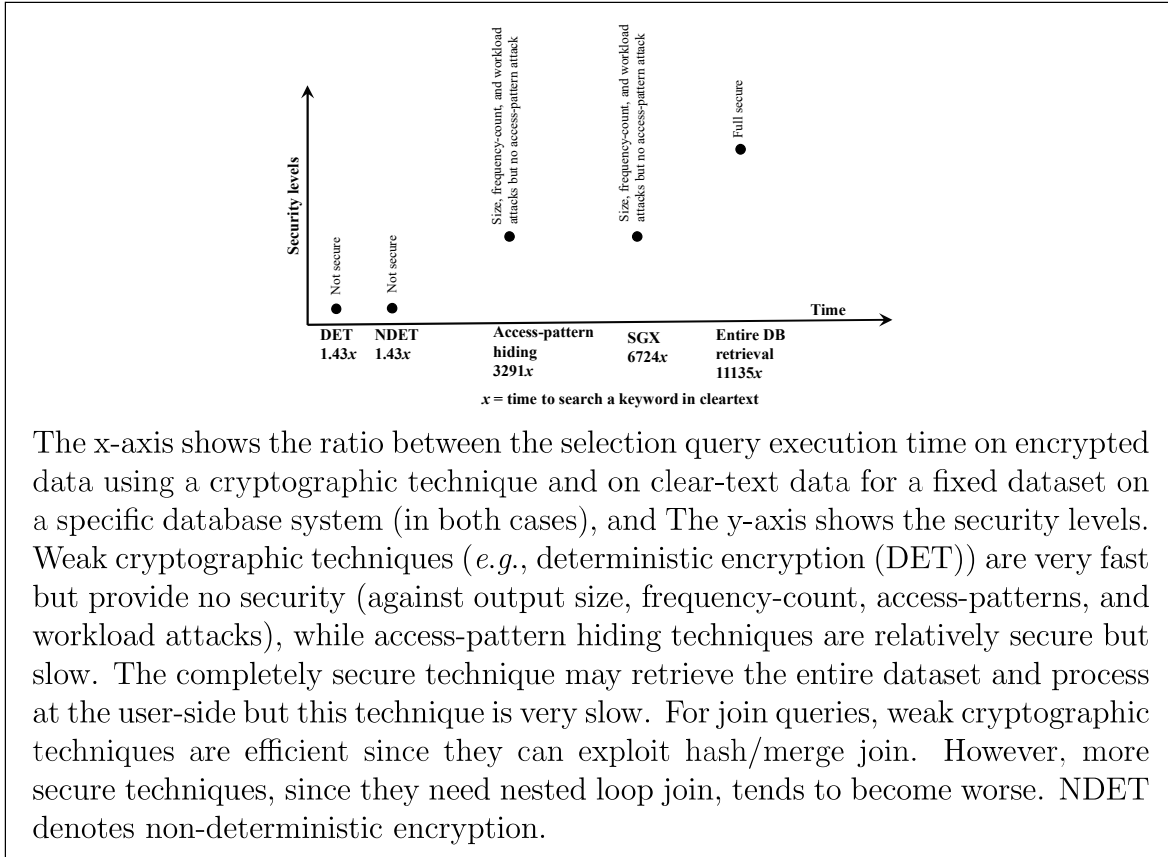 Security levels
Not secure
Not secure
Size, frequency-count, and workload
attacks but no access-pattern attack
Size, frequency-count, and workload
attacks but no access-pattern attack
Full secure
Time
DET
1.43x
NDET
1.43x
Access-pattern
hiding
3291x
SGX
6724x
Entire DB
retrieval
11135x
x = time to search a keyword in cleartext
The x-axis shows the ratio between the selection query execution time on encrypted
data using a cryptographic technique and on clear-text data for a fixed dataset on
a specific database system (in both cases), and The y-axis shows the security levels.
Weak cryptographic techniques (e.g., deterministic encryption (DET)) are very fast
but provide no security (against output size, frequency-count, access-patterns, and
workload attacks), while access-pattern hiding techniques are relatively secure but
slow. The completely secure technique may retrieve the entire dataset and process
at the user-side but this technique is very slow. For join queries, weak cryptographic
techniques are efficient since they can exploit hash/merge join. However, more
secure techniques, since they need nested loop join, tends to become worse. NDET
denotes non-deterministic encryption.